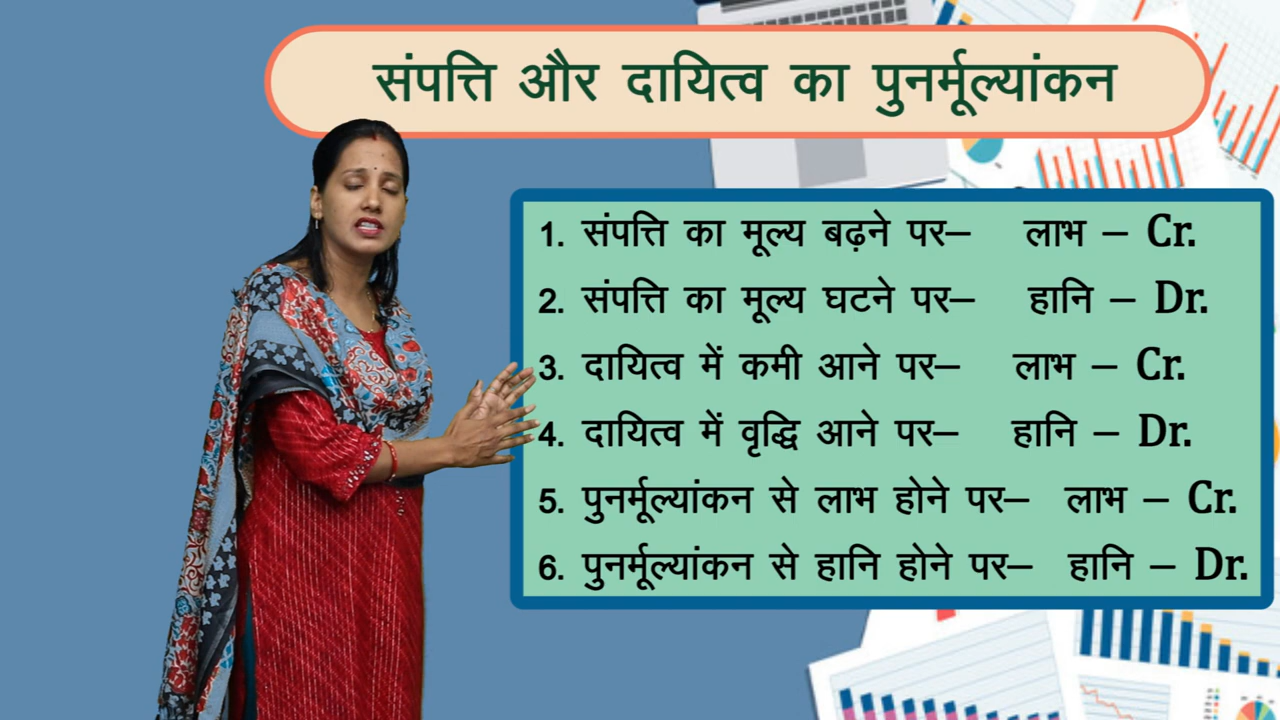 संपत्ति और दायित्व का पुनर्मूल्यांकन
1. संपत्ति का मूल्य बढ़ने पर– लाभ – Cr.
2. संपत्ति का मूल्य घटने पर– हानि – Dr.
3. दायित्व में कमी आने पर– लाभ – Cr.
4. दायित्व में वृद्धि आने पर– हानि – Dr.
5. पुनर्मूल्यांकन से लाभ होने पर– लाभ – Cr.
6. पुनर्मूल्यांकन से हानि होने पर– हानि – Dr.